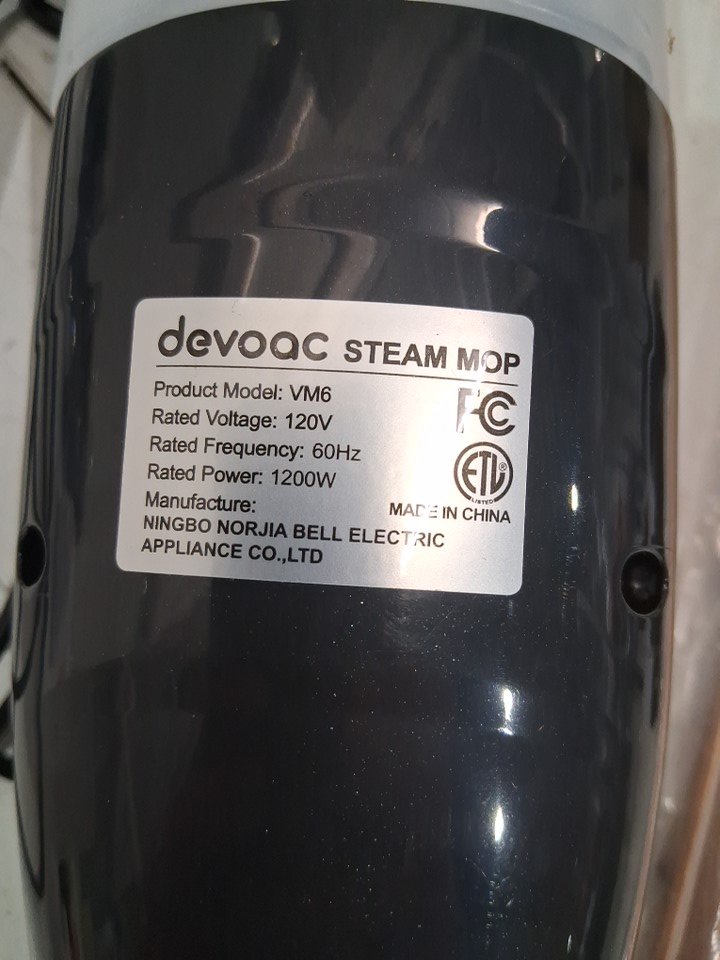 devoac STEAM MOP
Product Model: VM6
Rated Voltage: 120V
Rated Frequency: 60Hz
Rated Power: 1200W
FC
ETL
LISTED
Manufacture:
MADE IN CHINA
NINGBO NORJIA BELL ELECTRIC
APPLIANCE CO.,LTD